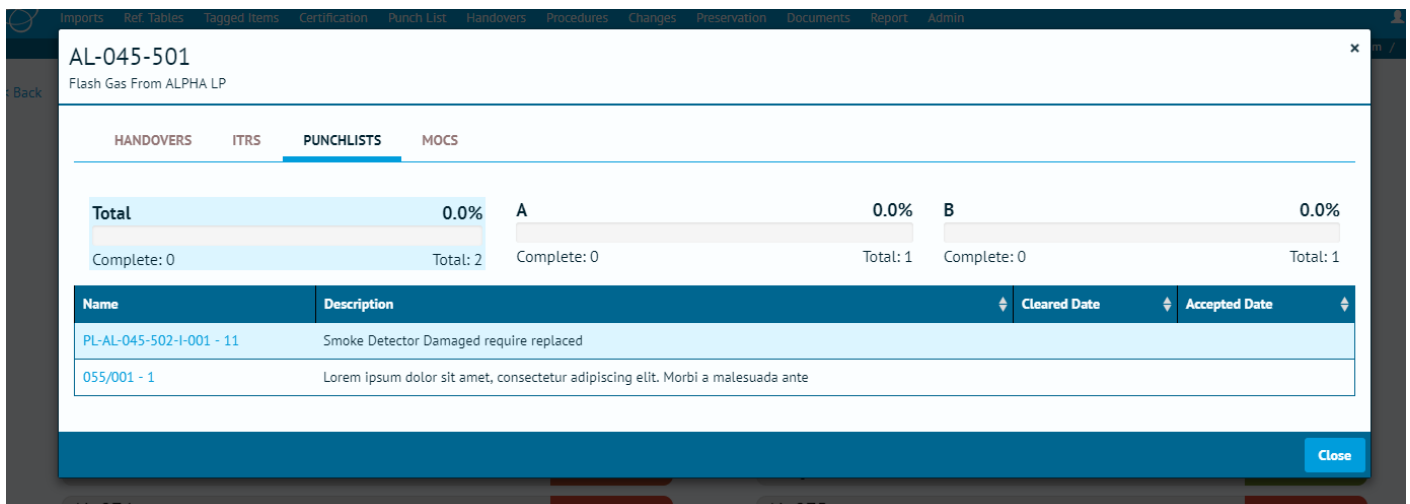 Imports Ref. Tables Tagged Items Certification Punch List Handovers Procedures Changes Preservation Documents Report Admin
AL-045-501 ×
Flash Gas From ALPHA LP
Back
HANDOVERS ITRS PUNCHLISTS MOCS
Total 0.0% A 0.0% B 0.0%
Complete: 0 Total: 2 Complete: 0 Total: 1 Complete: 0 Total: 1
Name Description Cleared Date Accepted Date
PL-AL-045-502-I-001 - 11 Smoke Detector Damaged require replaced
055/001 - 1 Lorem ipsum dolor sit amet, consectetur adipiscing elit. Morbi a malesuada ante
Close